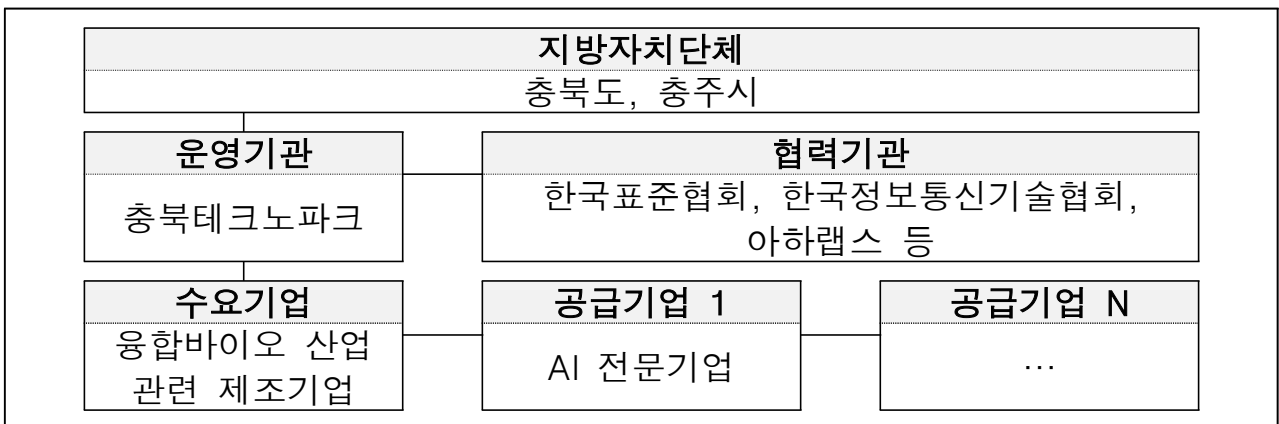 지방자치단체
충북도, 충주시
운영기관
충북테크노파크
협력기관
한국표준협회, 한국정보통신기술협회,
아하랩스 등
수요기업
융합바이오 산업
관련 제조기업
공급기업 1
AI 전문기업
공급기업 N
…